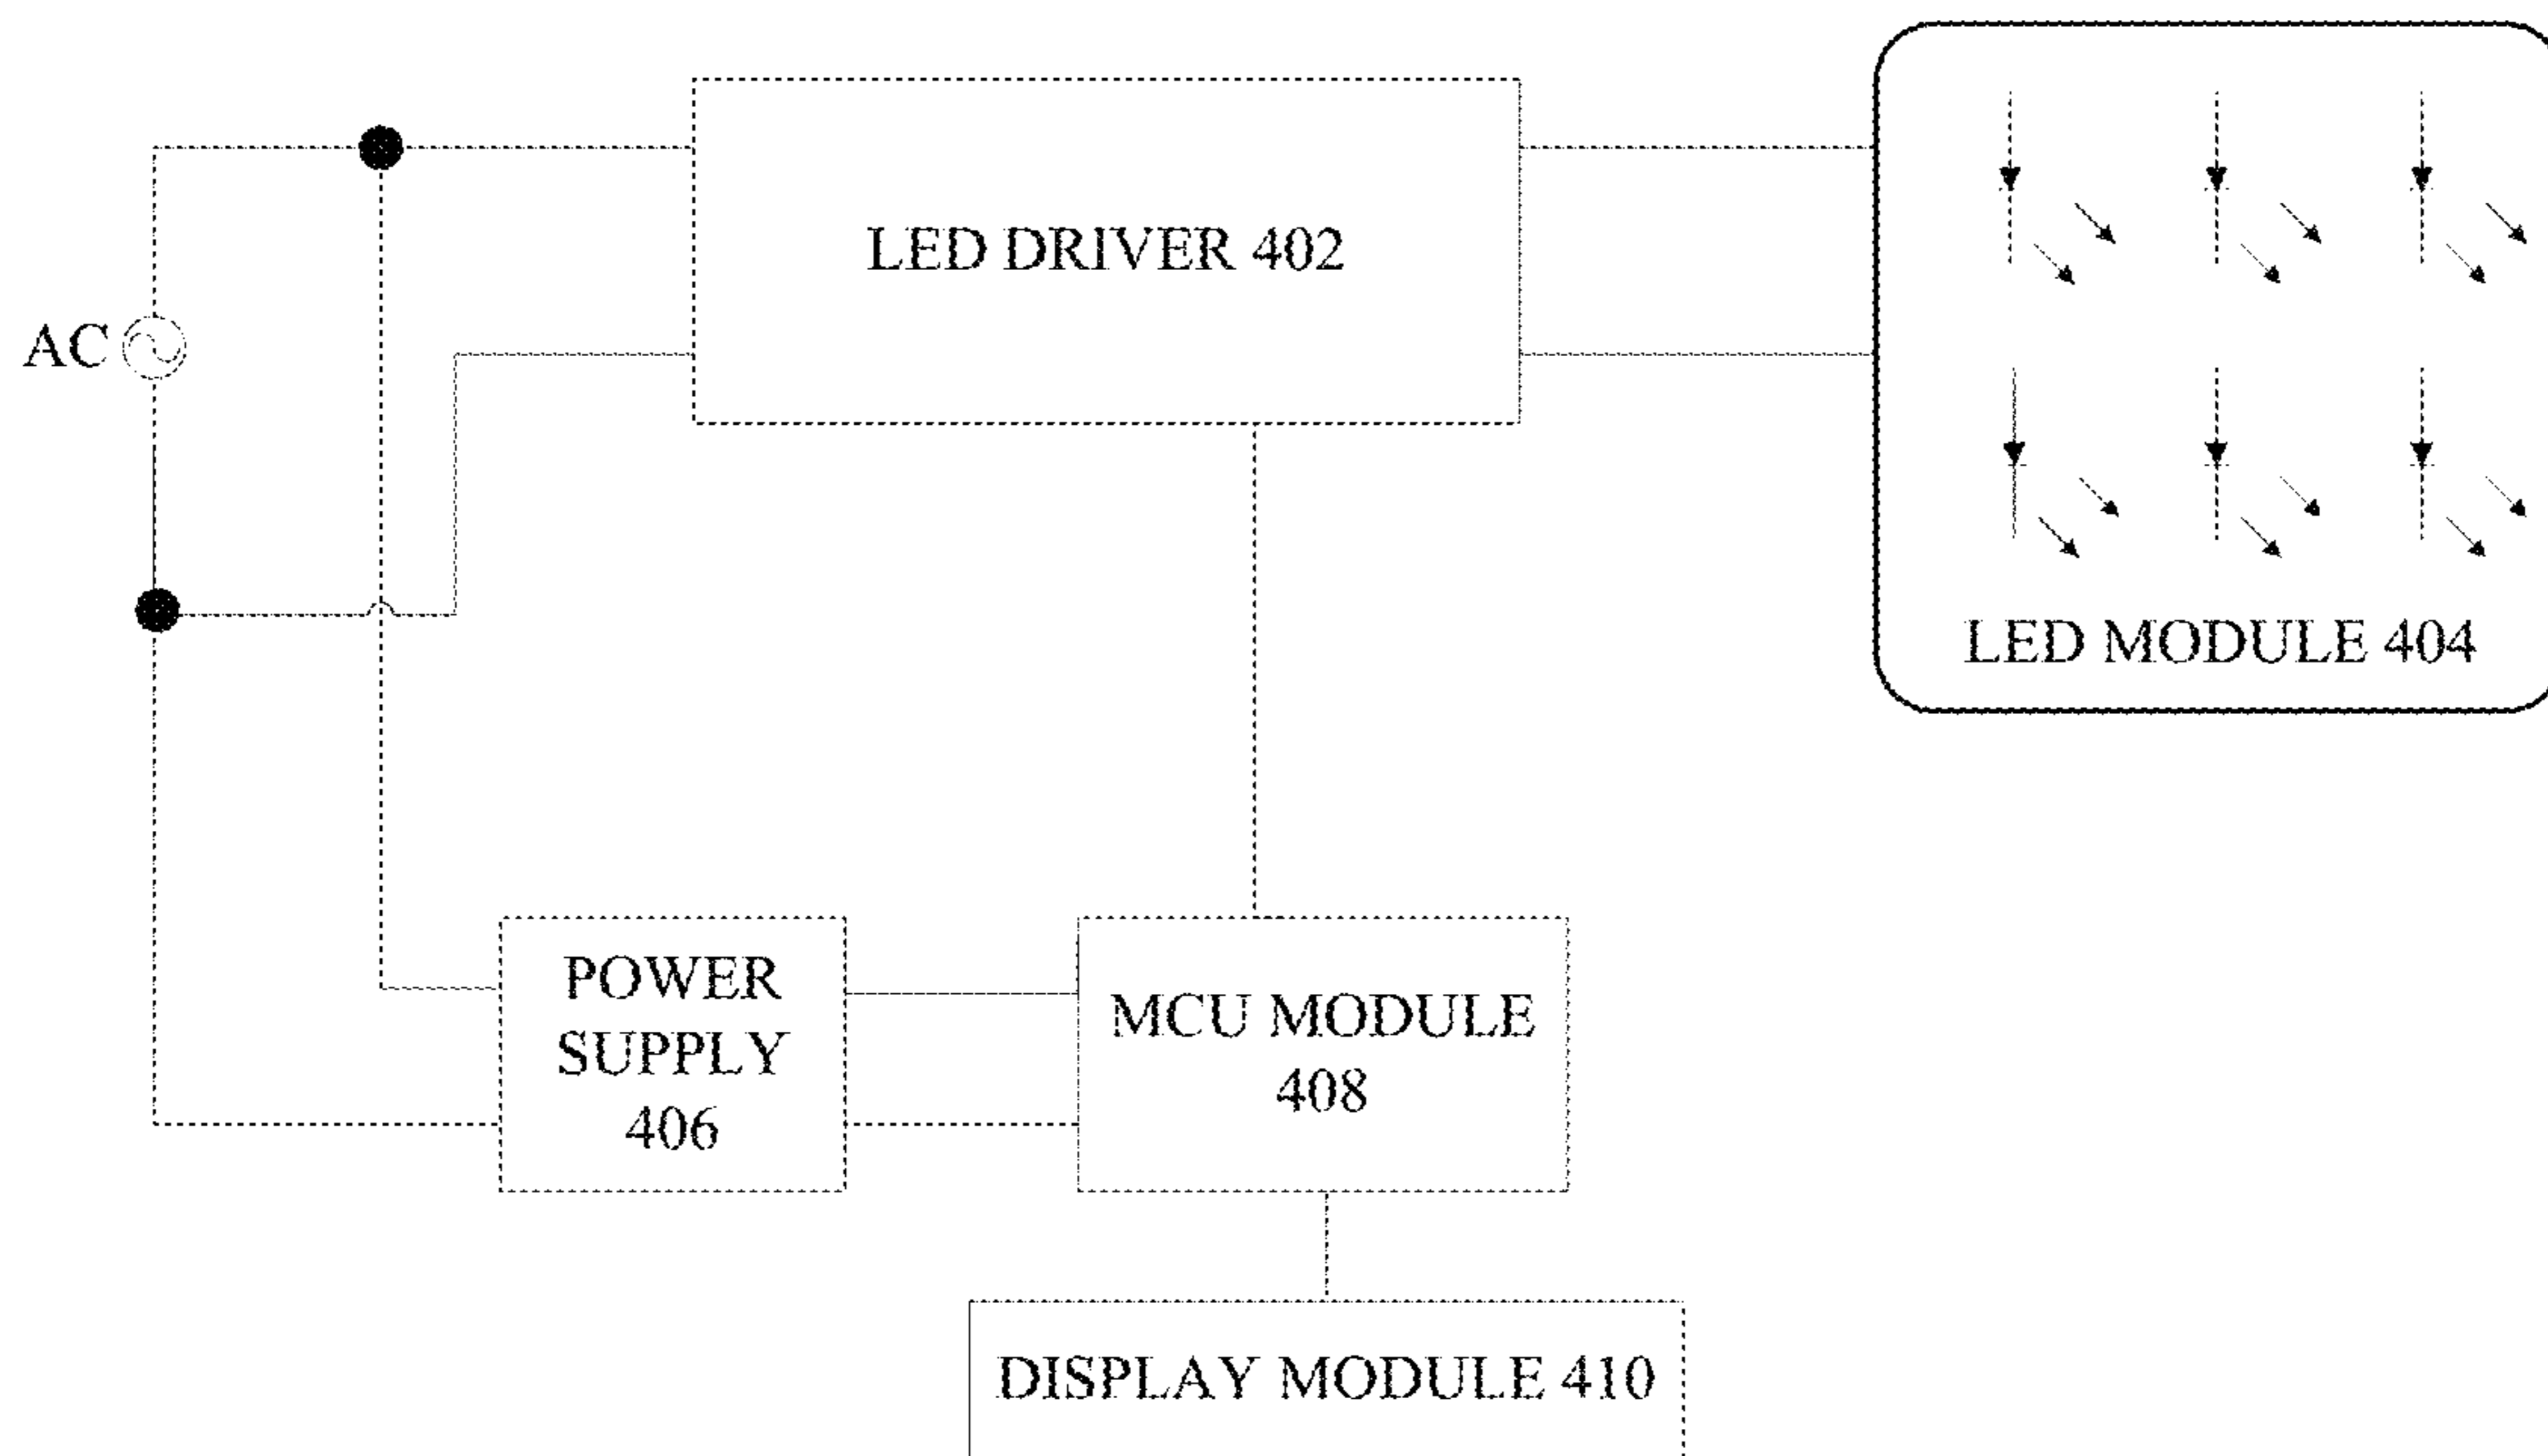 LED DRIVER 402
AC
LED MODULE 404
POWER
SUPPLY
406
MCU MODULE
408
DISPLAY MODULE 410